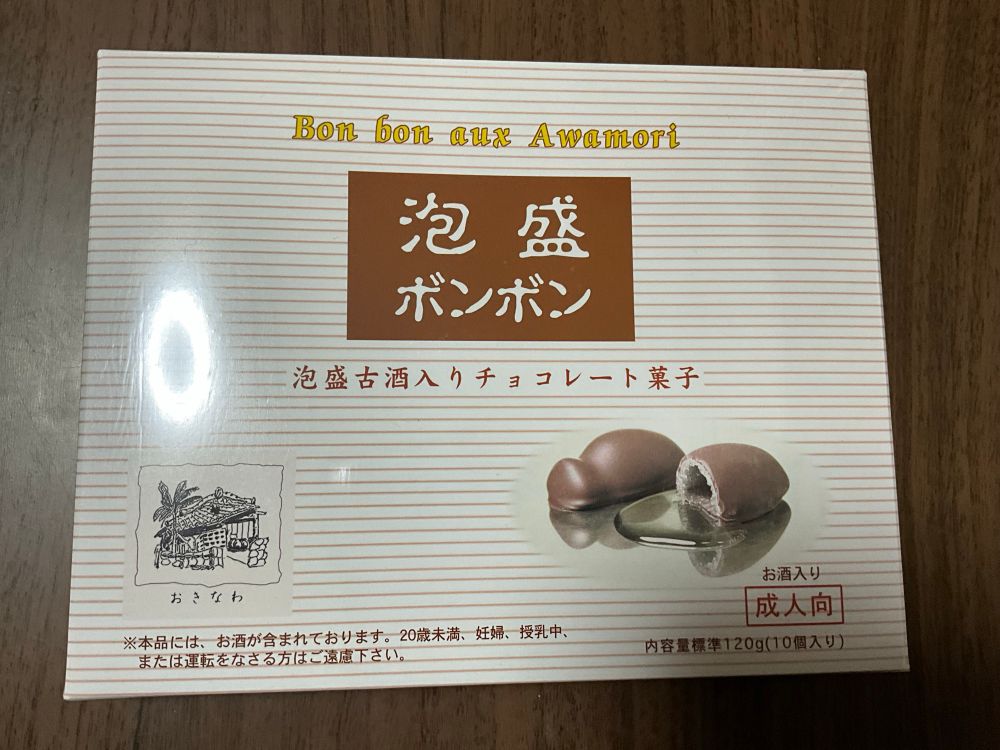 Bon bon aux Awamori
泡盛
ボンボン
泡盛古酒入りチョコレート菓子
おきなわ
お酒入り
成人向
※本品には、お酒が含まれております。20歳未満、妊婦、授乳中、
または運転をなさる方はご遠慮下さい。
内容量標準120g(10個入り)